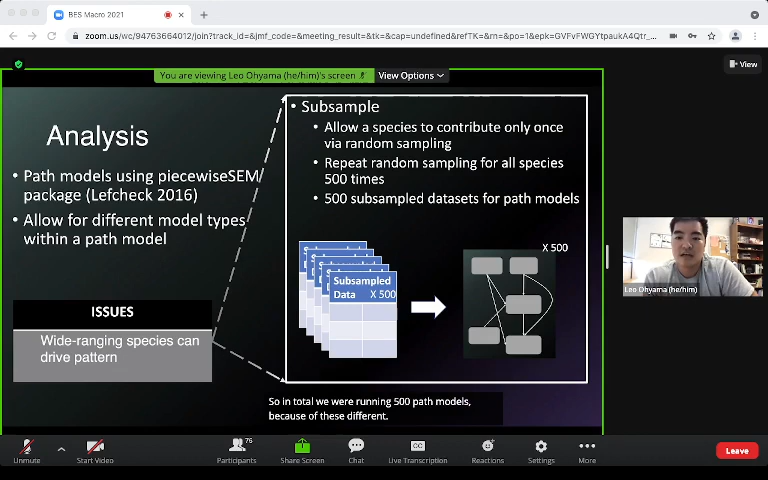 BES Macro 2021
zoom.us/wc/94763664012/join?track_id=&jmf_code=&meeting_result=&tk=&cap=undefined&refTK=&rn=&po=1&epk=GVFvFWGYtpaukA4Qtr_...
You are viewing Leo Ohyama (he/him)'s screen
View Options
View
Analysis
• Path models using piecewiseSEM
package (Lefcheck 2016)
• Allow for different model types
within a path model
ISSUES
Wide-ranging species can
drive pattern
• Subsample
• Allow a species to contribute only once
via random sampling
• Repeat random sampling for all species
500 times
• 500 subsampled datasets for path models
Subsampled
Data X 500
X 500
So in total we were running 500 path models,
because of these different.
Leo Ohyama (he/him)
Unmute
Start Video
Participants
76
Share Screen
Chat
CC
Live Transcription
Reactions
Settings
More
Leave